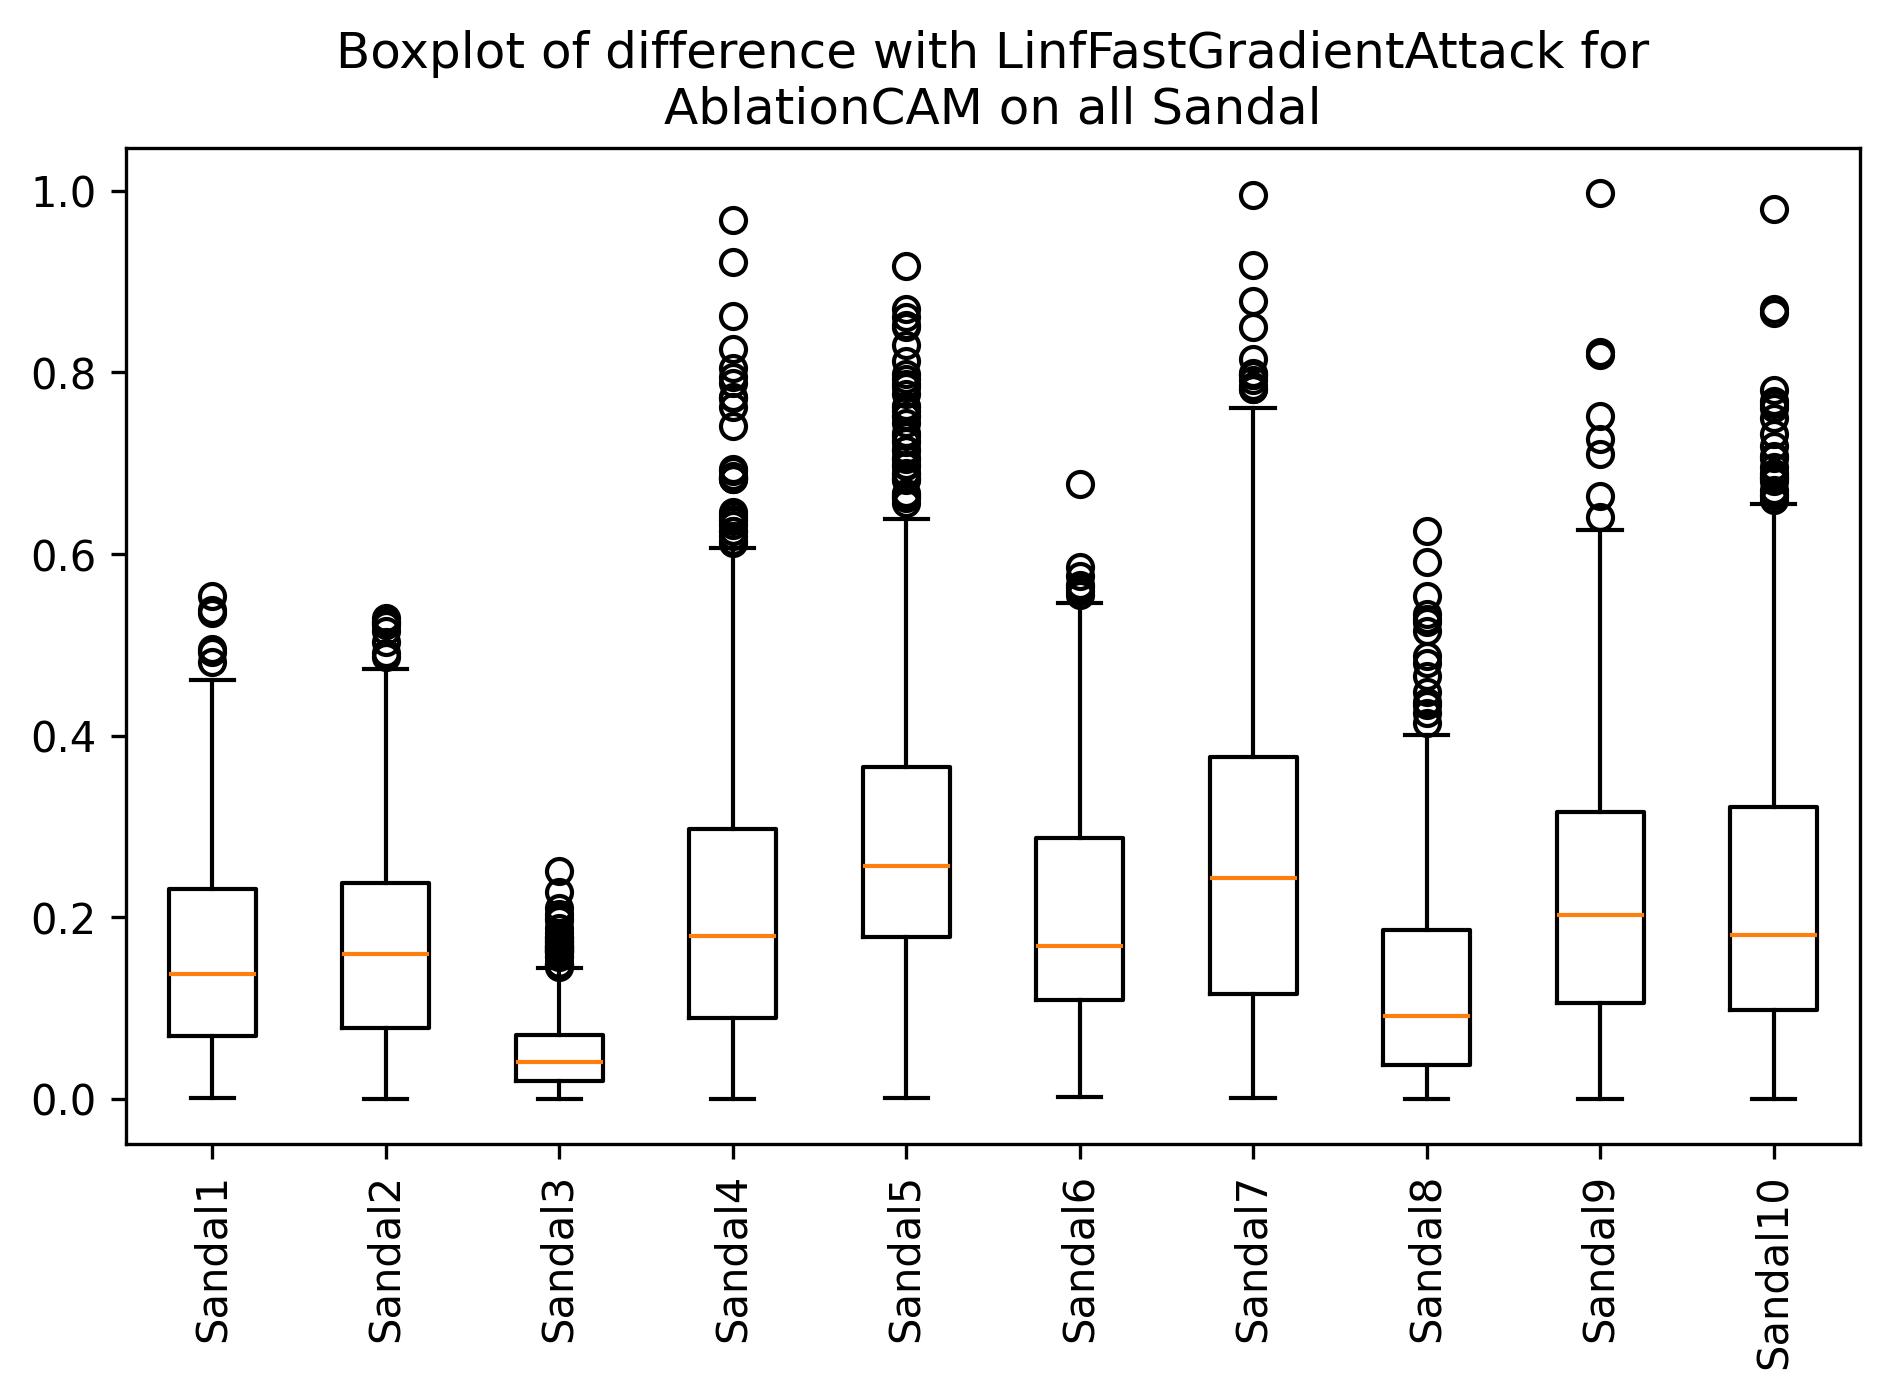 Boxplot of difference with LinfFastGradientAttack for
AblationCAM on all Sandal
1.0
0.8
0.6
0.4
0.2
0.0
Sandal1
Sandal2
Sandal3
Sandal4
Sandal5
Sandal6
Sandal7
Sandal8
Sandal9
Sandal10